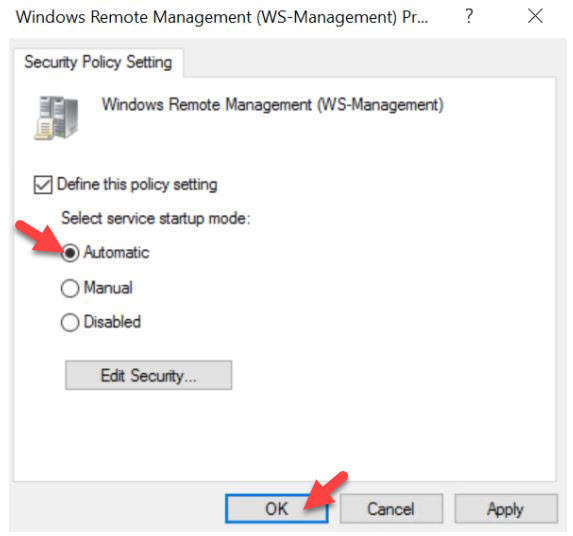 Windows Remote Management (WS-Management) Pr...
?
Security Policy Setting
Windows Remote Management (WS-Management)
Define this policy setting
Select service startup mode:
Automatic
Manual
Disabled
Edit Security...
OK Cancel Apply